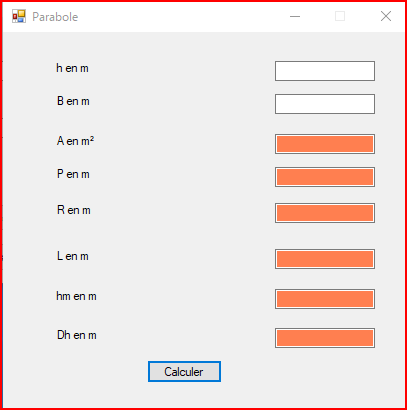 Parabole
h en m
B en m
A en m²
P en m
R en m
L en m
hm en m
Dh en m
Calculer